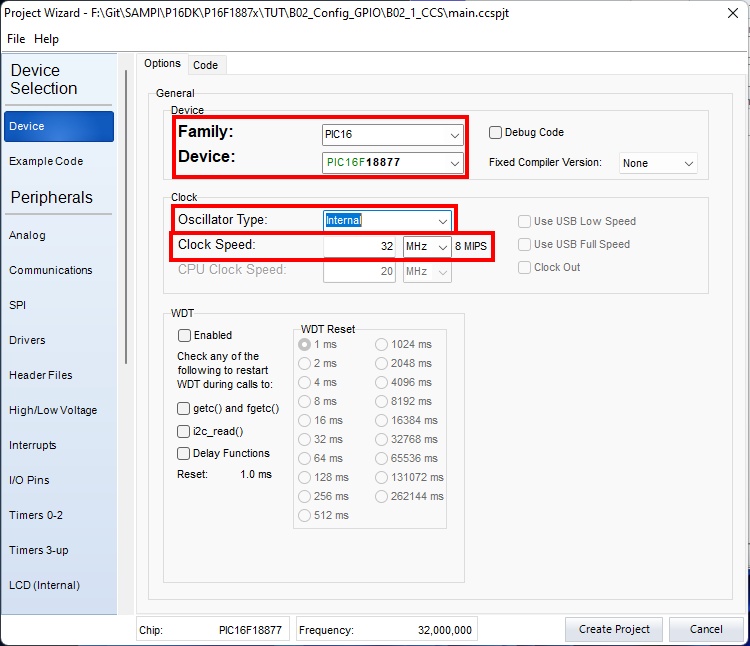 Project Wizard - F:\Git\SAMPI\P16DK\P16F1887x\TUT\B02_Config_GPIO\B02_1_CCS\main.ccspjt
File Help
Device
Selection
Device
Example Code
Peripherals
Analog
Communications
SPI
Drivers
Header Files
High/Low Voltage
Interrupts
I/O Pins
Timers 0-2
Timers 3-up
LCD (Internal)
Options Code
General
Device
Family: PIC16
Device: PIC16F18877
Debug Code
Fixed Compiler Version: None
Clock
Oscillator Type: Internal
Clock Speed: 32 MHz 8 MIPS
CPU Clock Speed: 20 MHz
Use USB Low Speed
Use USB Full Speed
Clock Out
WDT
Enabled
Check any of the
following to restart
WDT during calls to:
getc() and fgetc()
i2c_read()
Delay Functions
Reset: 1.0 ms
WDT Reset
1 ms 1024 ms
2 ms 2048 ms
4 ms 4096 ms
8 ms 8192 ms
16 ms 16384 ms
32 ms 32768 ms
64 ms 65536 ms
128 ms 131072 ms
256 ms 262144 ms
512 ms
Chip: PIC16F18877 Frequency: 32,000,000 Create Project Cancel